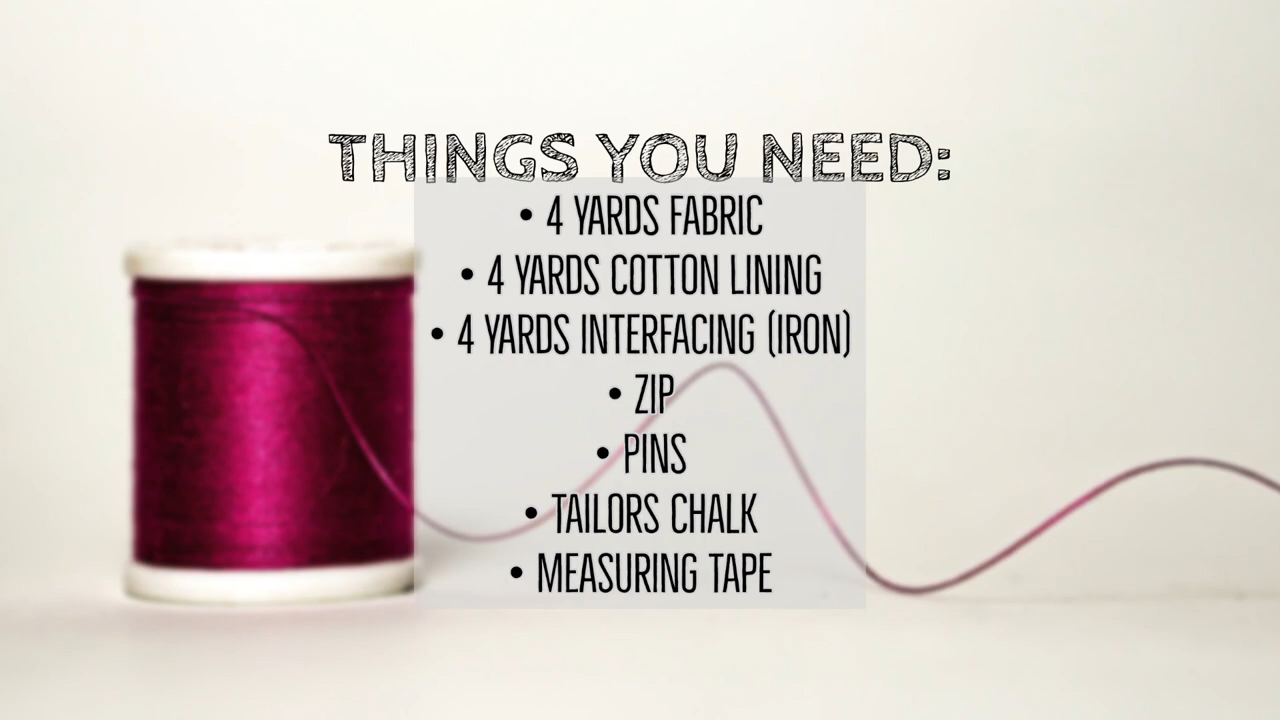 THINGS YOU NEED:
• 4 YARDS FABRIC
• 4 YARDS COTTON LINING
• 4 YARDS INTERFACING (IRON)
• ZIP
• PINS
• TAILORS CHALK
• MEASURING TAPE